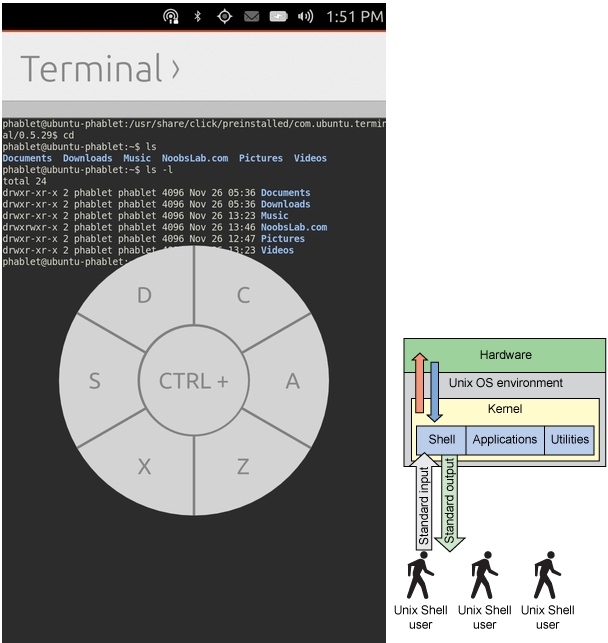 1:51 PM
Terminal ›
phablet@ubuntu-phablet:/usr/share/click/preinstalled/com.ubuntu.termin
al/0.5.29$ cd
phablet@ubuntu-phablet:~$ ls
Documents  Downloads  Music  NoobsLab.com  Pictures  Videos
phablet@ubuntu-phablet:~$ ls -l
total 24
drwxr-xr-x 2 phablet phablet 4096 Nov 26 05:36 Documents
drwxr-xr-x 2 phablet phablet 4096 Nov 26 05:36 Downloads
drwxr-xr-x 2 phablet phablet 4096 Nov 26 13:23 Music
drwxrwxrwx 2 phablet phablet 4096 Nov 26 13:46 NoobsLab.com
drwxr-xr-x 2 phablet phablet 4096 Nov 26 12:47 Pictures
drwxr-xr-x 2 phablet 13:23 Videos
phablet@ubuntu-phablet:
D
C
S
CTRL +
A
X
Z
Hardware
Unix OS environment
Kernel
Shell
Applications
Utilities
Standard input
Standard output
Unix Shell
user
Unix Shell
user
Unix Shell
user